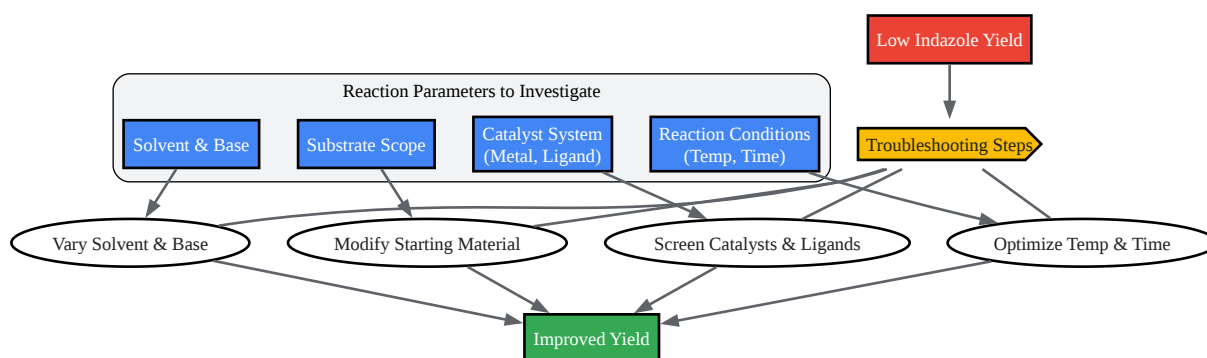 Low Indazole Yield
Reaction Parameters to Investigate
Solvent & Base
Substrate Scope
Catalyst System
(Metal, Ligand)
Reaction Conditions
(Temp, Time)
Troubleshooting Steps
Vary Solvent & Base
Modify Starting Material
Screen Catalysts & Ligands
Optimize Temp & Time
Improved Yield